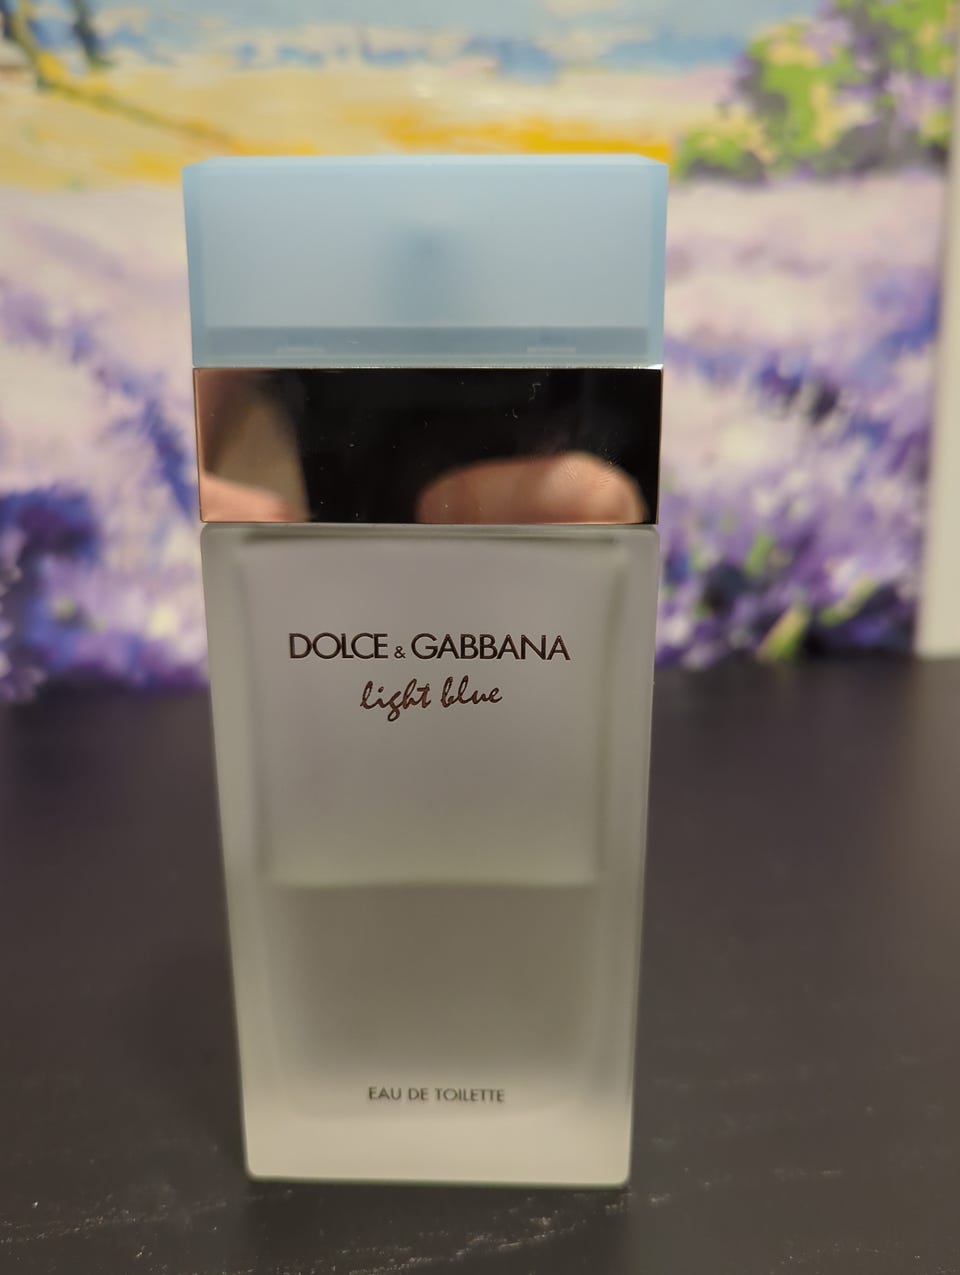 DOLCE & GABBANA
light blue
EAU DE TOILETTE